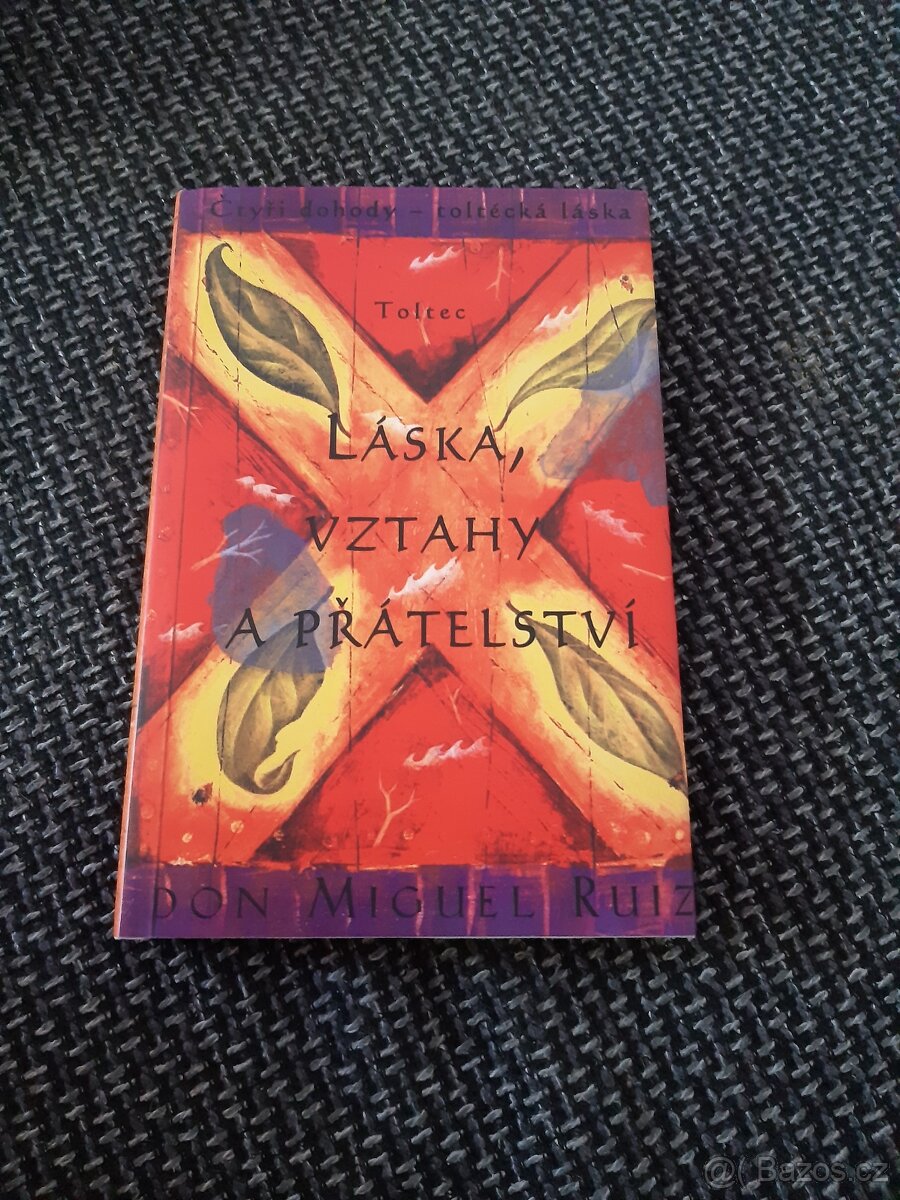 Čtyři dohody – toltécká láska
Toltec
Láska,
vztahy
a přátelství
don Miguel Ruiz
@ Bazos.cz